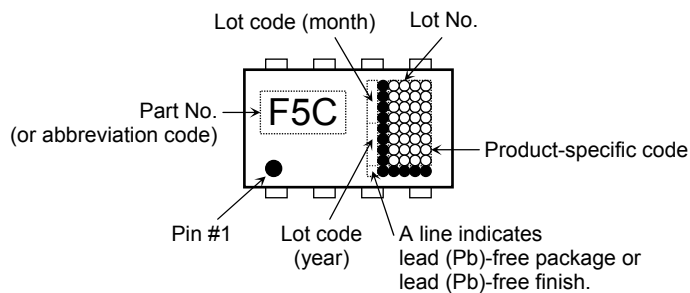 Lot code (month)
Lot No.
Part No.
(or abbreviation code)
F5C
Product-specific code
Pin #1
Lot code
(year)
A line indicates
lead (Pb)-free package or
lead (Pb)-free finish.